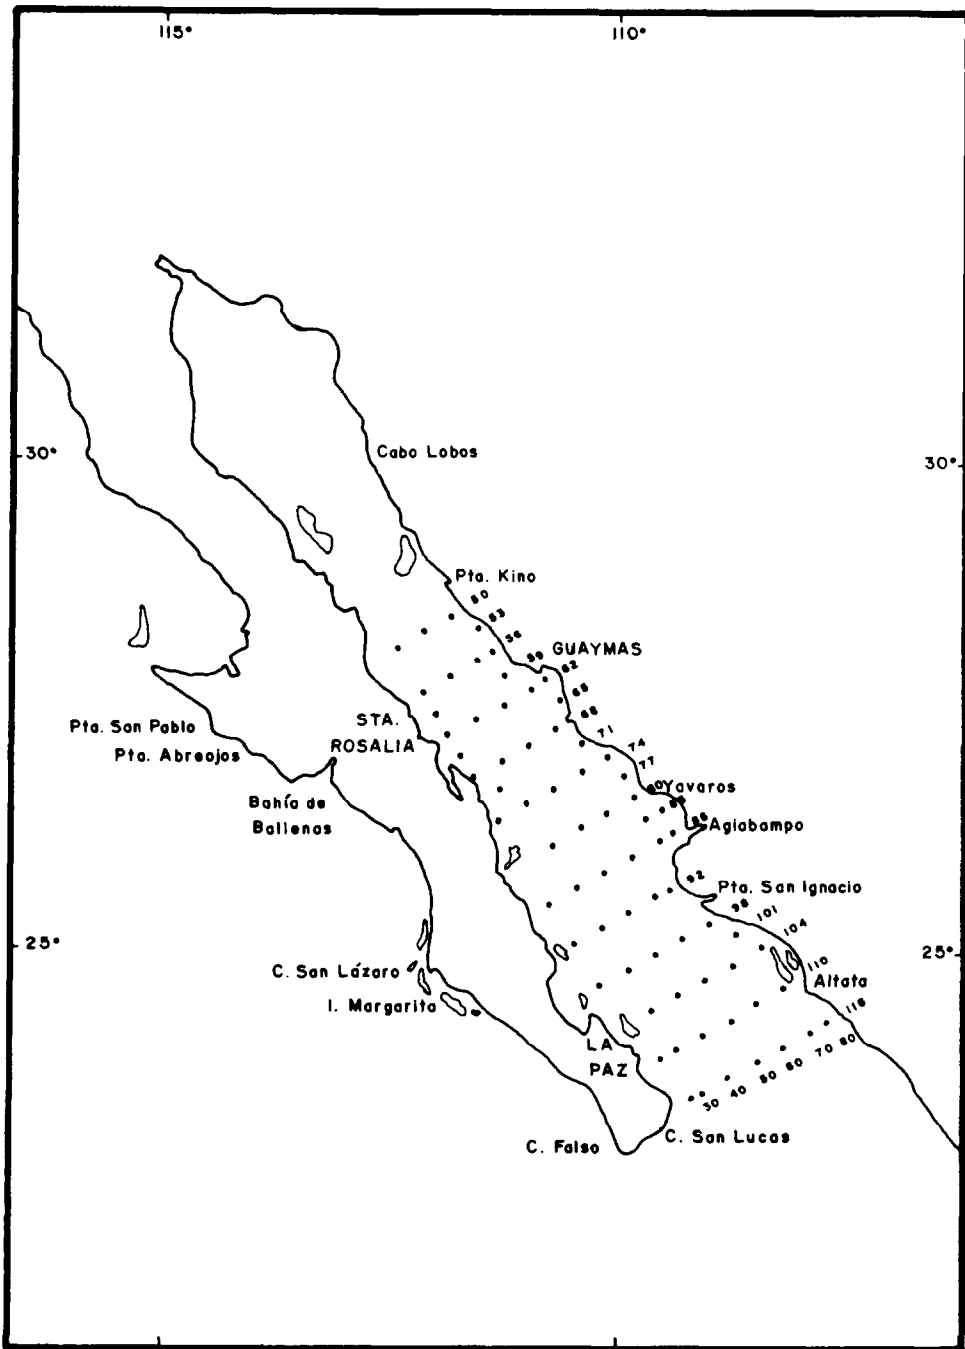 115°
110°
Cabo Lobos
30°
30°
Pta. Kino
50
53
56
59
GUAYMAS
62
65
68
STA.
ROSALIA
71
74
77
Pta. San Pablo
Pta. Abreojos
80
Yavaros
Bahía de
Ballenas
Agiabampo
92
Pta. San Ignacio
98
101
104
25°
25°
110
Altata
C. San Lázaro
I. Margarita
116
LA
PAZ
30 40 50 60 70 80
C. Falso
C. San Lucas